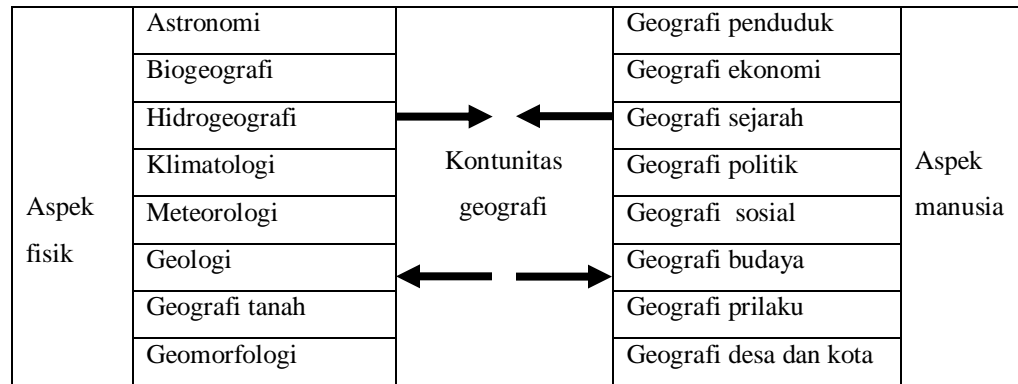 Aspek
fisik
Astronomi
Biogeografi
Hidrogeografi
Klimatologi
Meteorologi
Geologi
Geografi tanah
Geomorfologi
Kontunitas
geografi
Geografi penduduk
Geografi ekonomi
Geografi sejarah
Geografi politik
Geografi sosial
Geografi budaya
Geografi prilaku
Geografi desa dan kota
Aspek
manusia